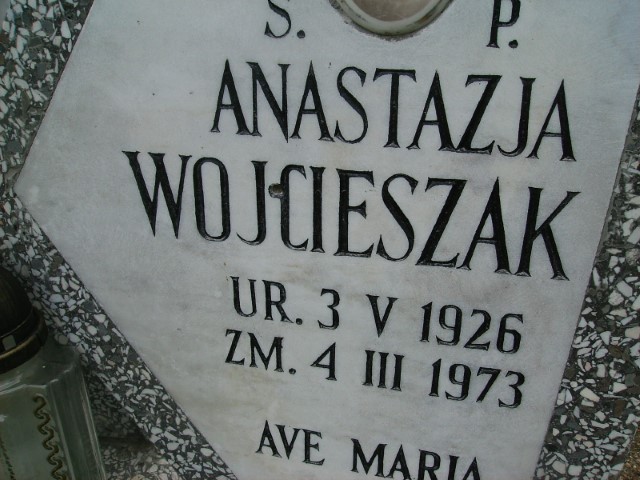 S. P.
ANASTAZJA
WOJCIESZAK
UR. 3 V 1926
ZM. 4 III 1973
AVE MARIA